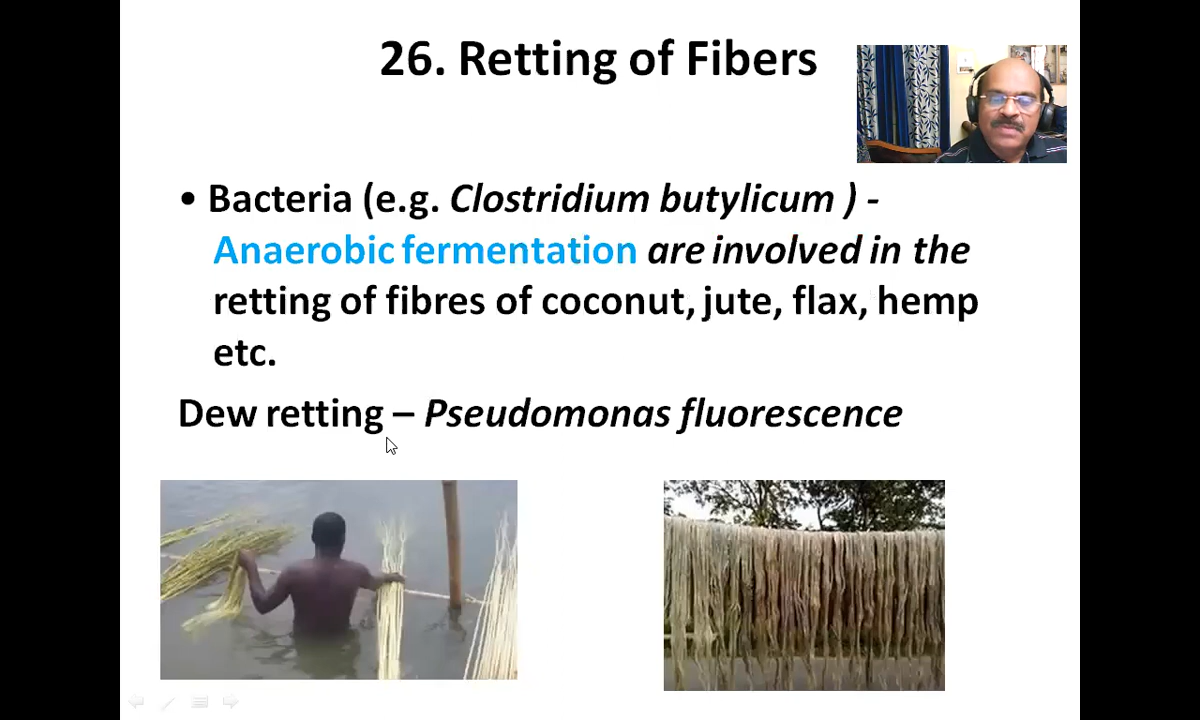 26. Retting of Fibers
• Bacteria (e.g. Clostridium butylicum ) -
Anaerobic fermentation are involved in the
retting of fibres of coconut, jute, flax, hemp
etc.
Dew retting – Pseudomonas fluorescence